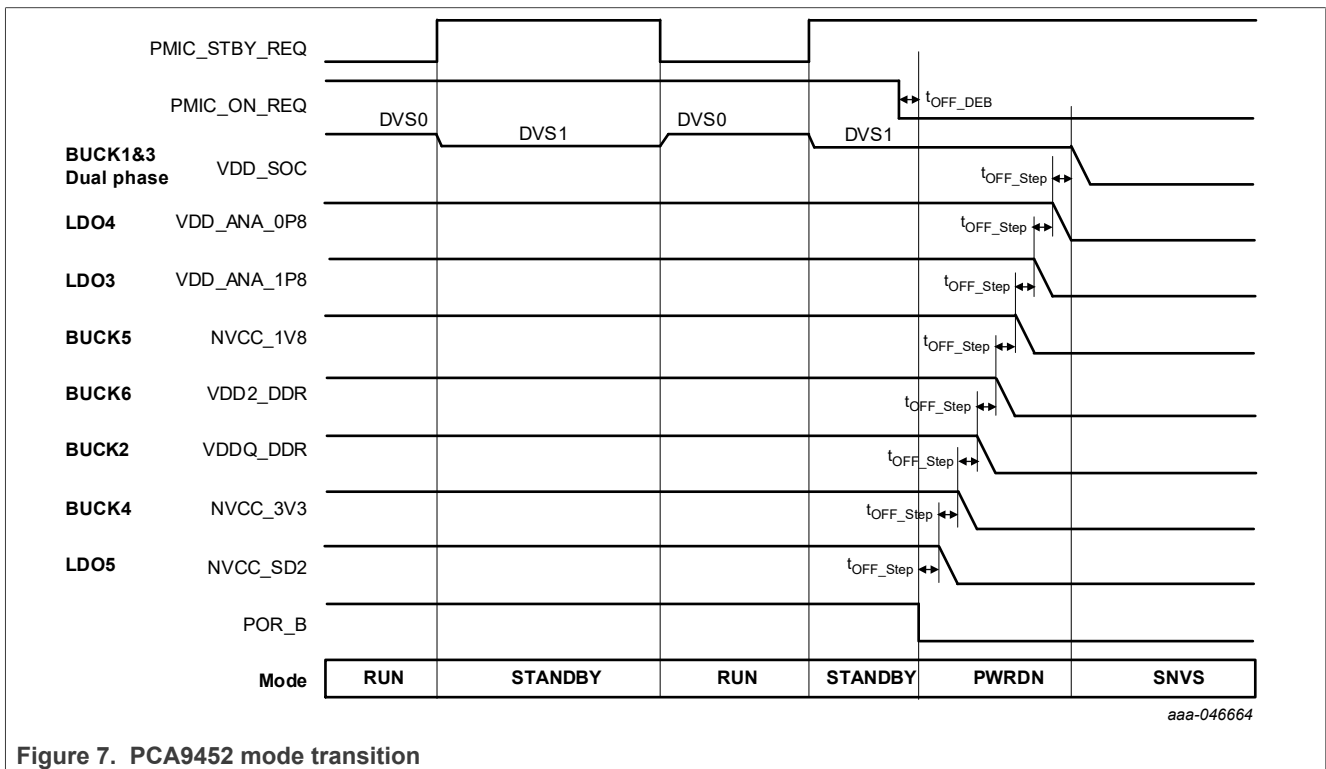 PMIC_STBY_REQ
PMIC_ON_REQ
tOFF_DEB
DVS0
DVS1
DVS0
DVS1
BUCK1&3
Dual phase
VDD_SOC
tOFF_Step
LDO4 VDD_ANA_0P8
tOFF_Step
LDO3 VDD_ANA_1P8
tOFF_Step
BUCK5 NVCC_1V8
tOFF_Step
BUCK6 VDD2_DDR
tOFF_Step
BUCK2 VDDQ_DDR
tOFF_Step
BUCK4 NVCC_3V3
tOFF_Step
LDO5 NVCC_SD2
tOFF_Step
POR_B
Mode RUN STANDBY RUN STANDBY PWRDN SNVS
aaa-046664
Figure 7. PCA9452 mode transition